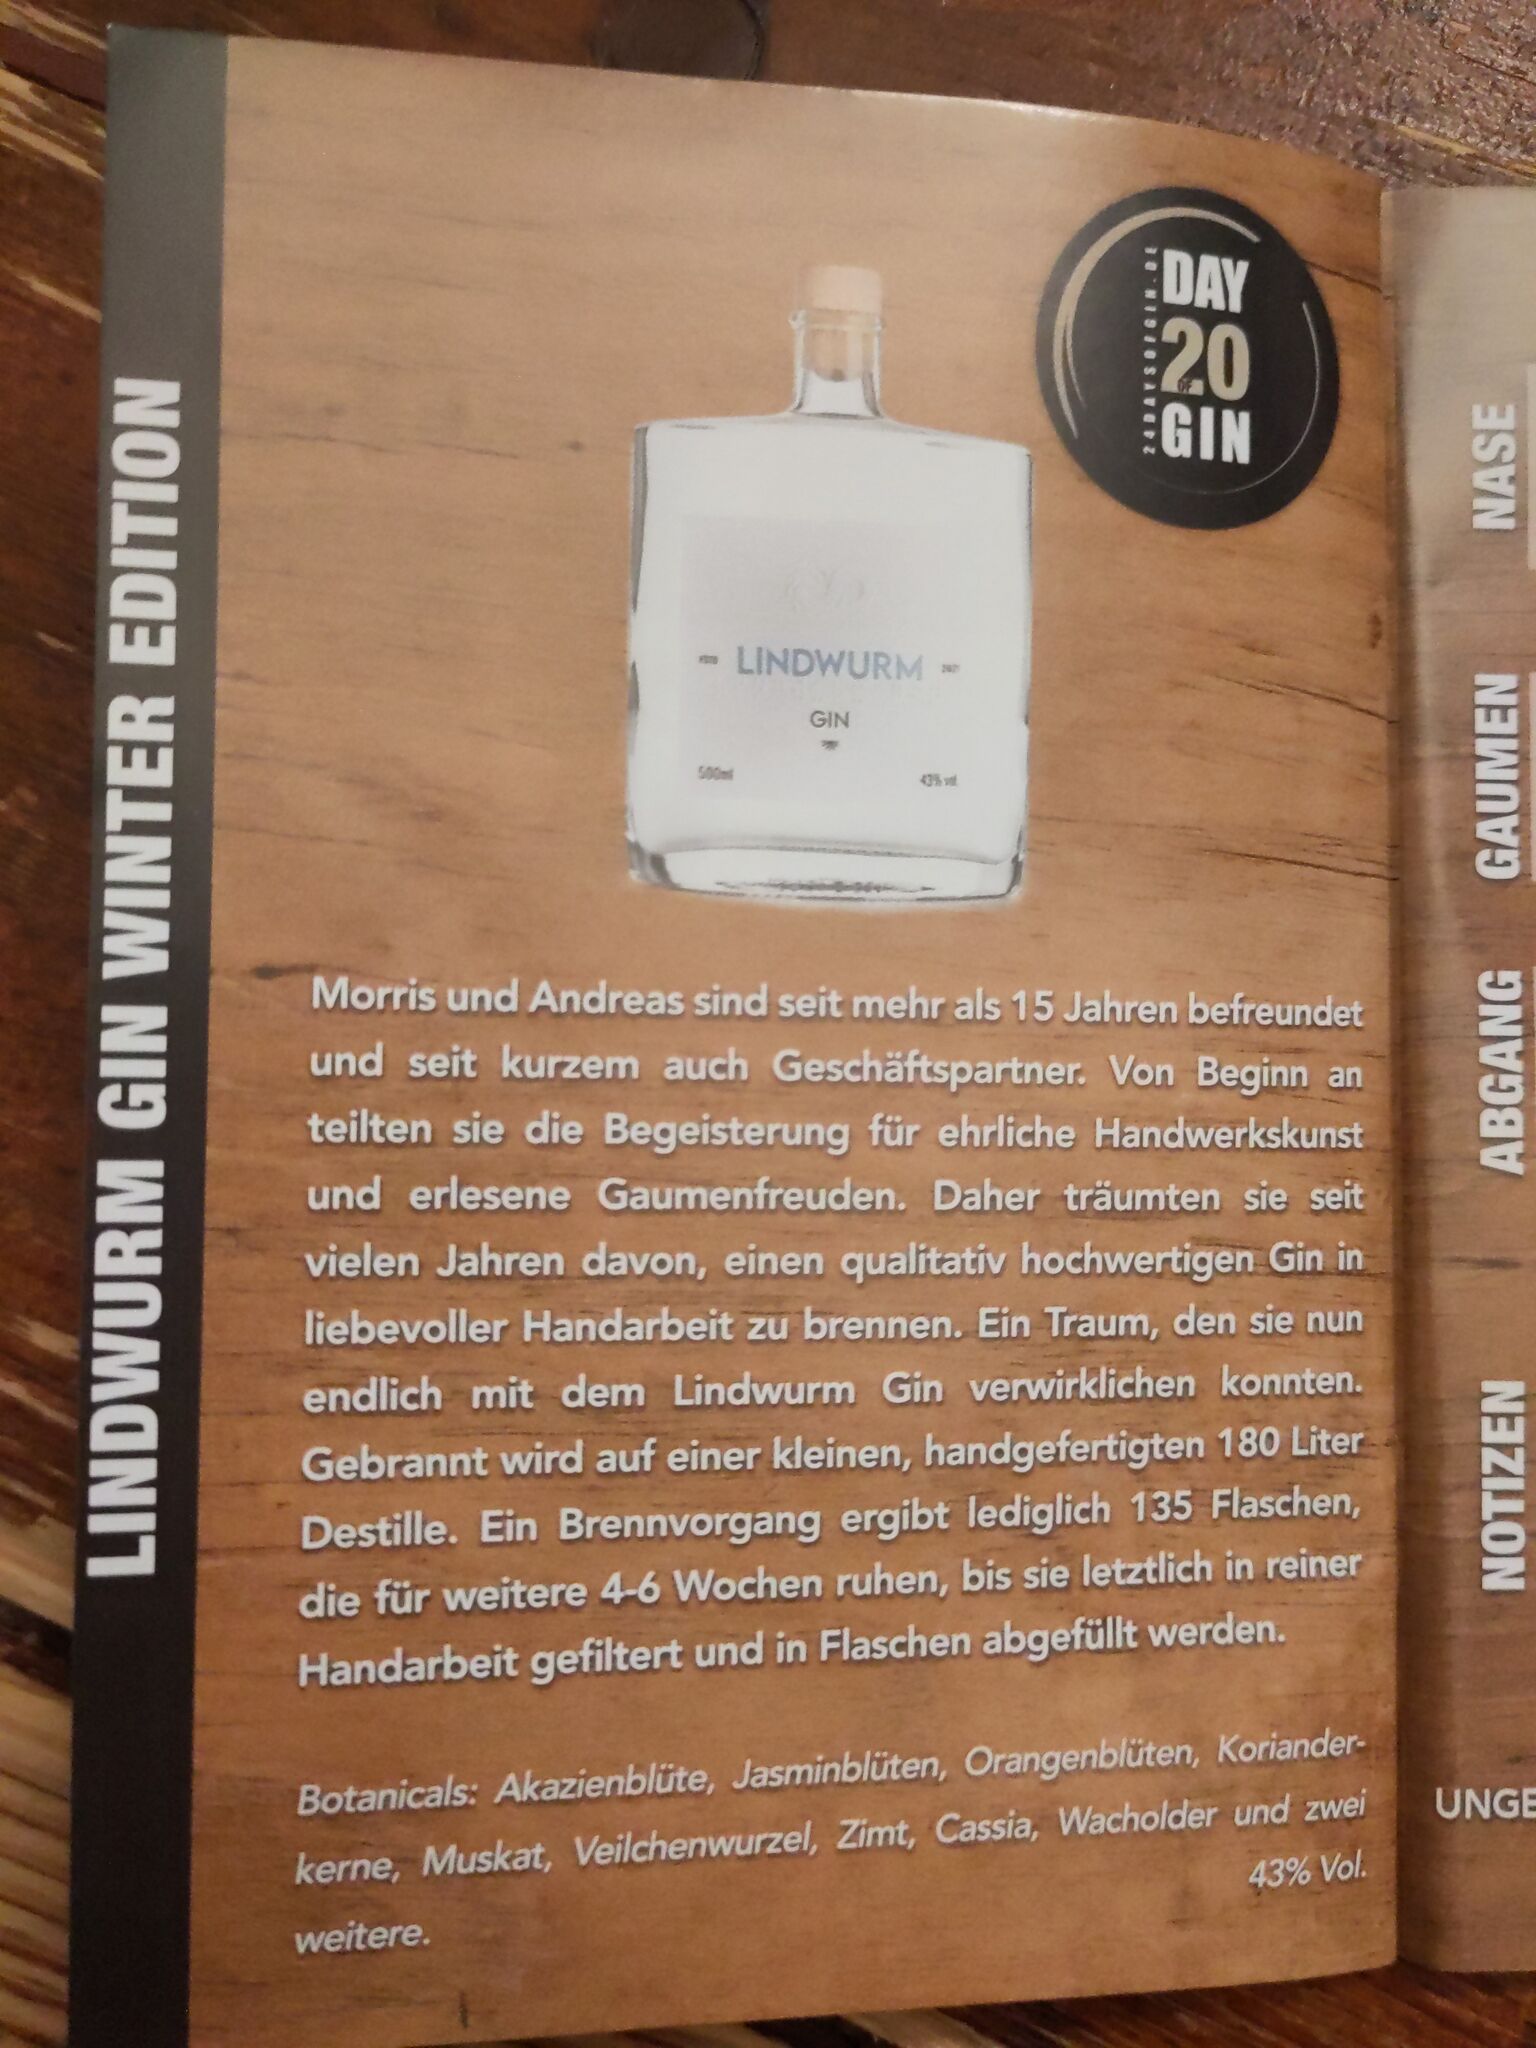 LINDWURM GIN WINTER EDITION
24DAYSOFGIN.DE
DAY
20
OF
GIN
LINDWURM
GIN
500ml
43% vol.
Morris und Andreas sind seit mehr als 15 Jahren befreundet
und seit kurzem auch Geschäftspartner. Von Beginn an
teilten sie die Begeisterung für ehrliche Handwerkskunst
und erlesene Gaumenfreuden. Daher träumten sie seit
vielen Jahren davon, einen qualitativ hochwertigen Gin in
liebevoller Handarbeit zu brennen. Ein Traum, den sie nun
endlich mit dem Lindwurm Gin verwirklichen konnten.
Gebrannt wird auf einer kleinen, handgefertigten 180 Liter
Destille. Ein Brennvorgang ergibt lediglich 135 Flaschen,
die für weitere 4-6 Wochen ruhen, bis sie letztlich in reiner
Handarbeit gefiltert und in Flaschen abgefüllt werden.
Botanicals: Akazienblüte, Jasminblüten, Orangenblüten, Koriander-
kerne, Muskat, Veilchenwurzel, Zimt, Cassia, Wacholder und zwei
weitere. 43% Vol.
NASE
GAUMEN
ABGANG
NOTIZEN
UNGE